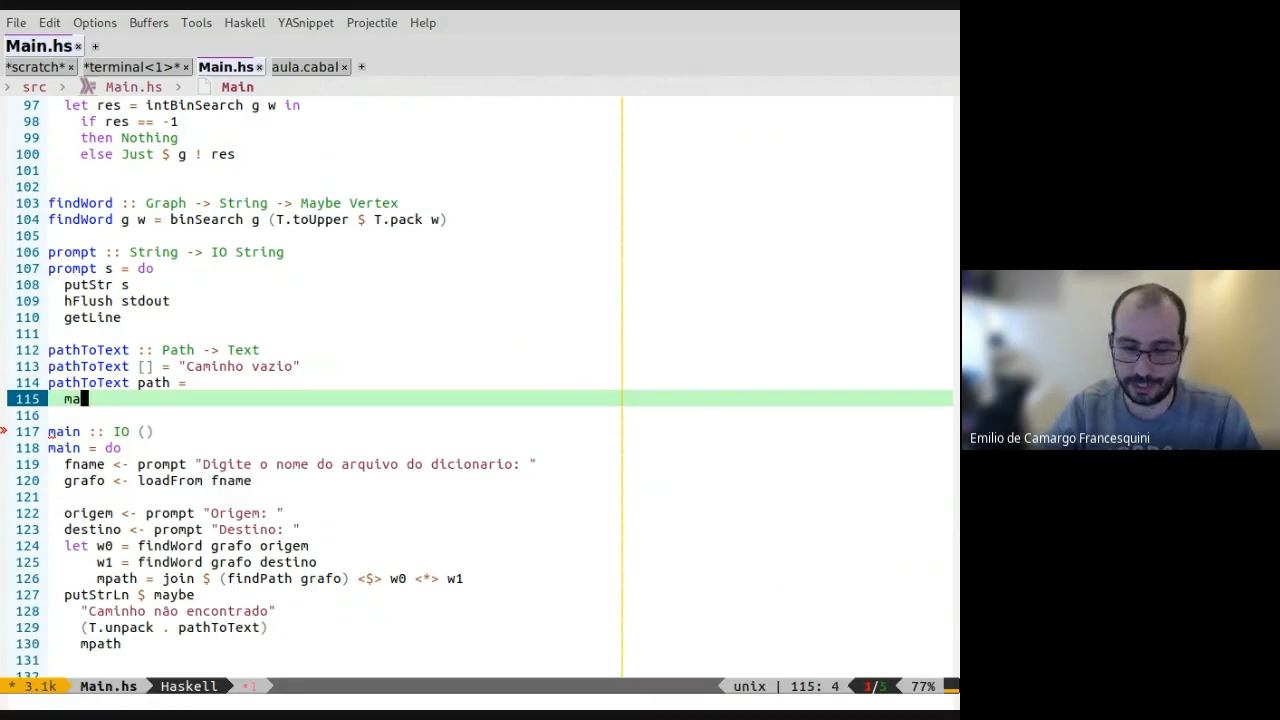 File Edit Options Buffers Tools Haskell YASnippet Projectile Help
Main.hs
*scratch* *terminal<1>* Main.hs aula.cabal
src Main.hs Main
97 let res = intBinSearch g w in
98 if res == -1
99 then Nothing
100 else Just $ g ! res
101
102
103 findWord :: Graph -> String -> Maybe Vertex
104 findWord g w = binSearch g (T.toUpper $ T.pack w)
105
106 prompt :: String -> IO String
107 prompt s = do
108 putStr s
109 hFlush stdout
110 getLine
111
112 pathToText :: Path -> Text
113 pathToText [] = "Caminho vazio"
114 pathToText path =
115 ma
116
117 main :: IO ()
118 main = do
119 fname <- prompt "Digite o nome do arquivo do dicionario: "
120 grafo <- loadFrom fname
121
122 origem <- prompt "Origem: "
123 destino <- prompt "Destino: "
124 let w0 = findWord grafo origem
125 w1 = findWord grafo destino
126 mpath = join $ (findPath grafo) <$> w0 <*> w1
127 putStrLn $ maybe
128 "Caminho não encontrado"
129 (T.unpack . pathToText)
130 mpath
131
132
* 3.1k Main.hs Haskell •1 unix | 115: 4 3/5 77%
Emilio de Camargo Francesquini